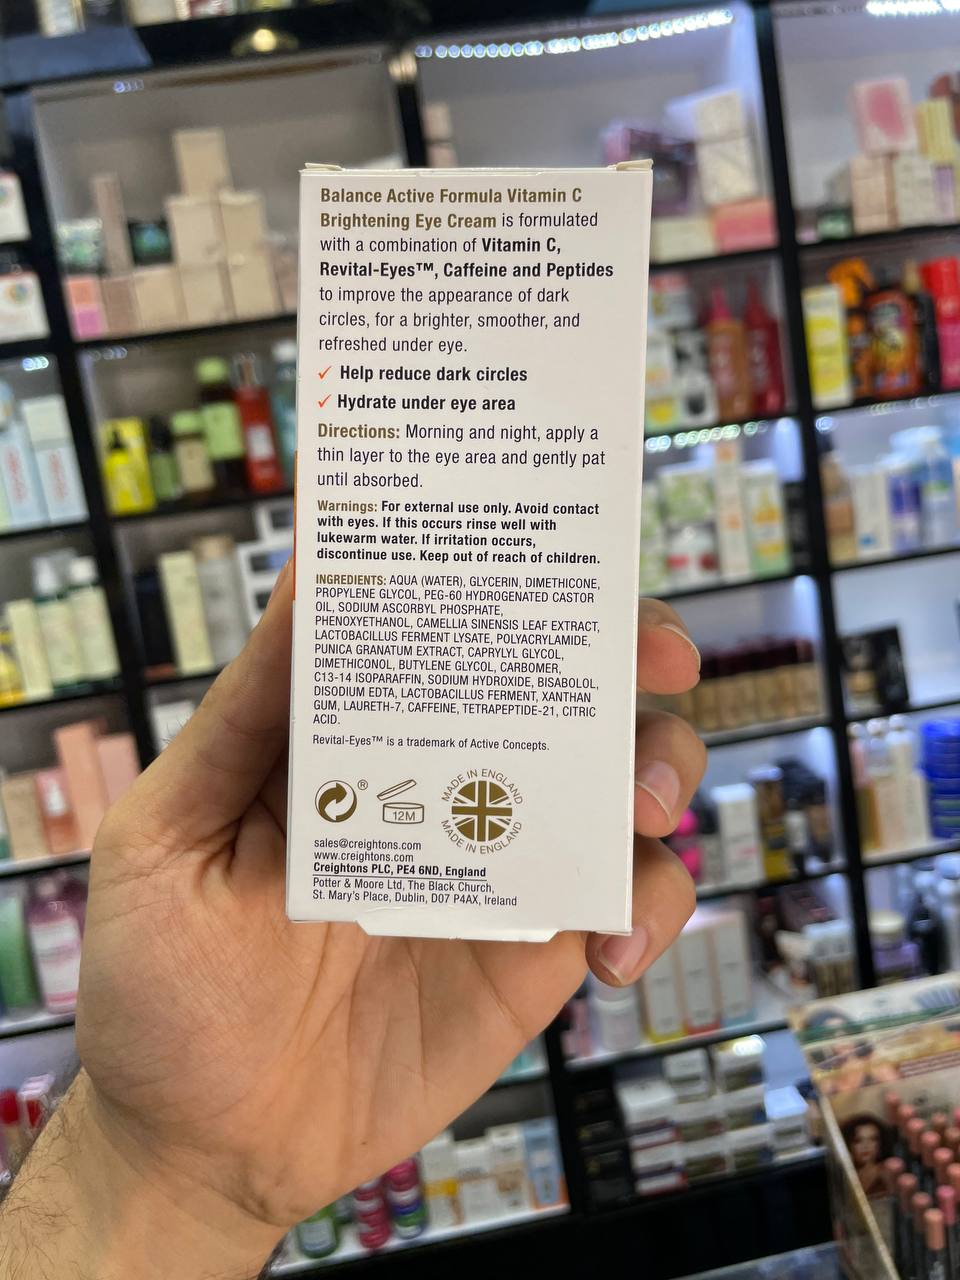 Balance Active Formula Vitamin C
Brightening Eye Cream is formulated
with a combination of Vitamin C,
Revital-Eyes™, Caffeine and Peptides
to improve the appearance of dark
circles, for a brighter, smoother, and
refreshed under eye.
✓ Help reduce dark circles
✓ Hydrate under eye area
Directions: Morning and night, apply a
thin layer to the eye area and gently pat
until absorbed.
Warnings: For external use only. Avoid contact
with eyes. If this occurs rinse well with
lukewarm water. If irritation occurs,
discontinue use. Keep out of reach of children.
INGREDIENTS: AQUA (WATER), GLYCERIN, DIMETHICONE,
PROPYLENE GLYCOL, PEG-60 HYDROGENATED CASTOR
OIL, SODIUM ASCORBYL PHOSPHATE,
PHENOXYETHANOL, CAMELLIA SINENSIS LEAF EXTRACT,
LACTOBACILLUS FERMENT LYSATE, POLYACRYLAMIDE,
PUNICA GRANATUM EXTRACT, CAPRYLYL GLYCOL,
DIMETHICONOL, BUTYLENE GLYCOL, CARBOMER,
C13-14 ISOPARAFFIN, SODIUM HYDROXIDE, BISABOLOL,
DISODIUM EDTA, LACTOBACILLUS FERMENT, XANTHAN
GUM, LAURETH-7, CAFFEINE, TETRAPEPTIDE-21, CITRIC
ACID.
Revital-Eyes™ is a trademark of Active Concepts.
®
12M
MADE IN ENGLAND
MADE IN ENGLAND
sales@creightons.com
www.creightons.com
Creightons PLC, PE4 6ND, England
Potter & Moore Ltd, The Black Church,
St. Mary's Place, Dublin, D07 P4AX, Ireland